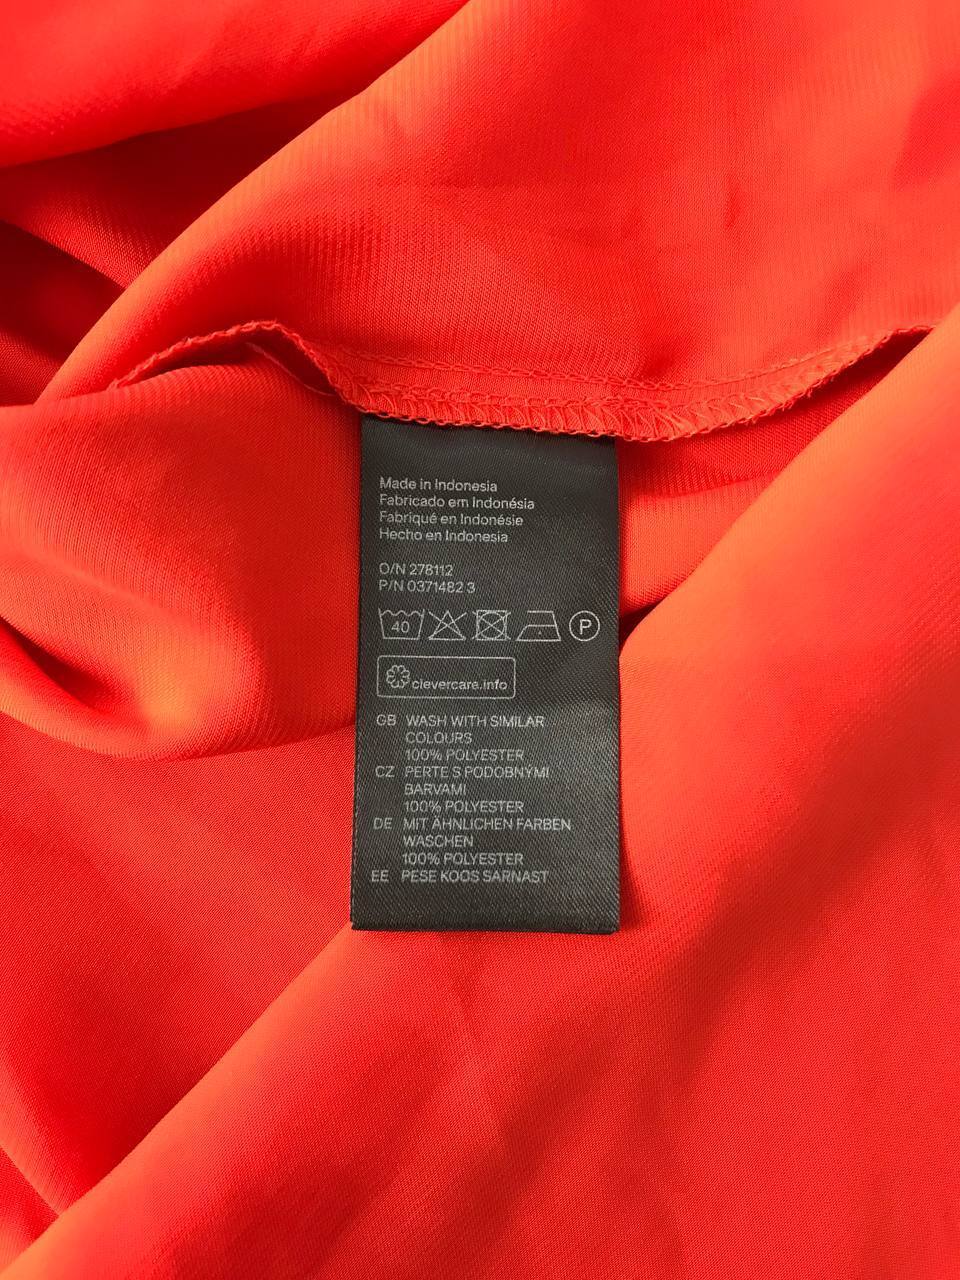 Made in Indonesia
Fabricado em Indonésia
Fabriqué en Indonésie
Hecho en Indonesia
O/N 278112
P/N 0371482 3
40 P
clevercare.info
GB WASH WITH SIMILAR
COLOURS
100% POLYESTER
CZ PERTE S PODOBNÝMI
BARVAMI
100% POLYESTER
DE MIT ÄHNLICHEN FARBEN
WASCHEN
100% POLYESTER
EE PESE KOOS SARNAST